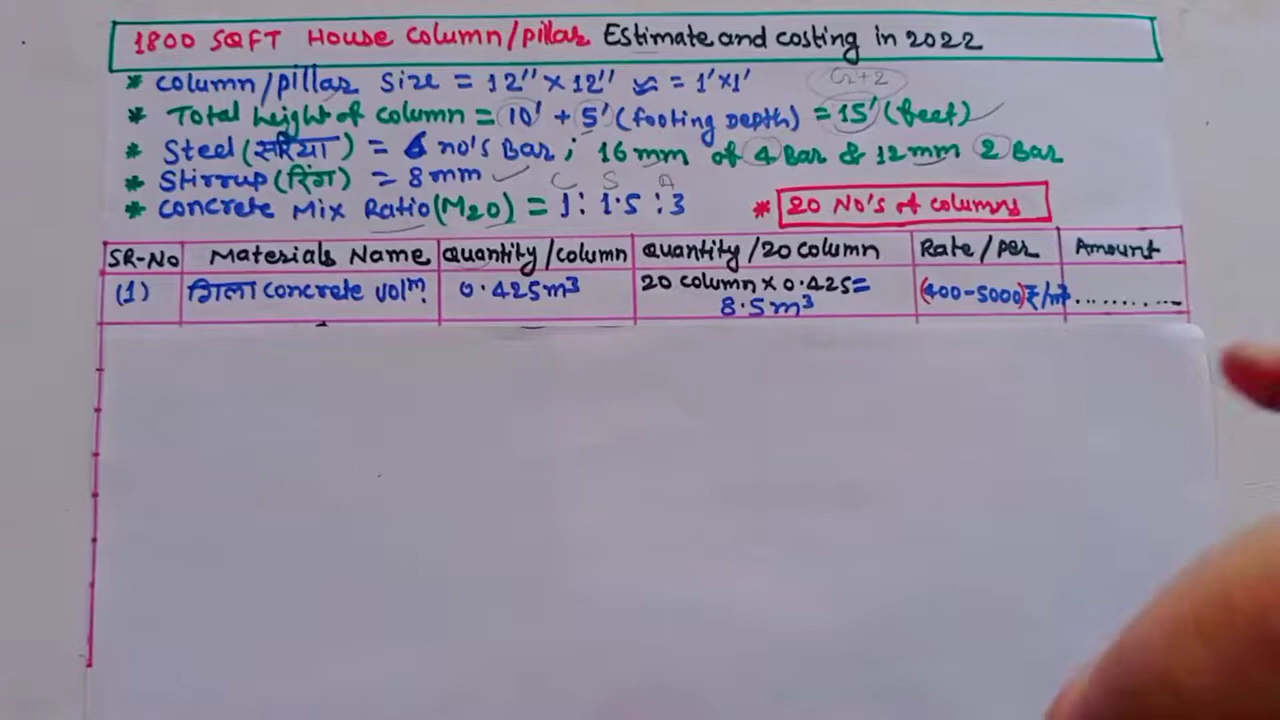 1800 SQFT House column/pillar Estimate and costing in 2022
* column/pillar size = 12" x 12" = 1'x1' G+2
* Total height of column = 10' + 5' (footing Depth) = 15' (feet)
* Steel (सरिया) = 6 no's Bar; 16mm of 4 Bar & 12mm 2 Bar
* Stirrup (रिंग) = 8mm C S A
* concrete Mix Ratio (M20) = 1 : 1.5 : 3 * 20 No's of columns
SR-No Materials Name quantity/column quantity/20 column Rate/per Amount
(1) गिला concrete volm. 0.425m³ 20 column x 0.425= 8.5m³ (400-5000)₹/m³ ...........